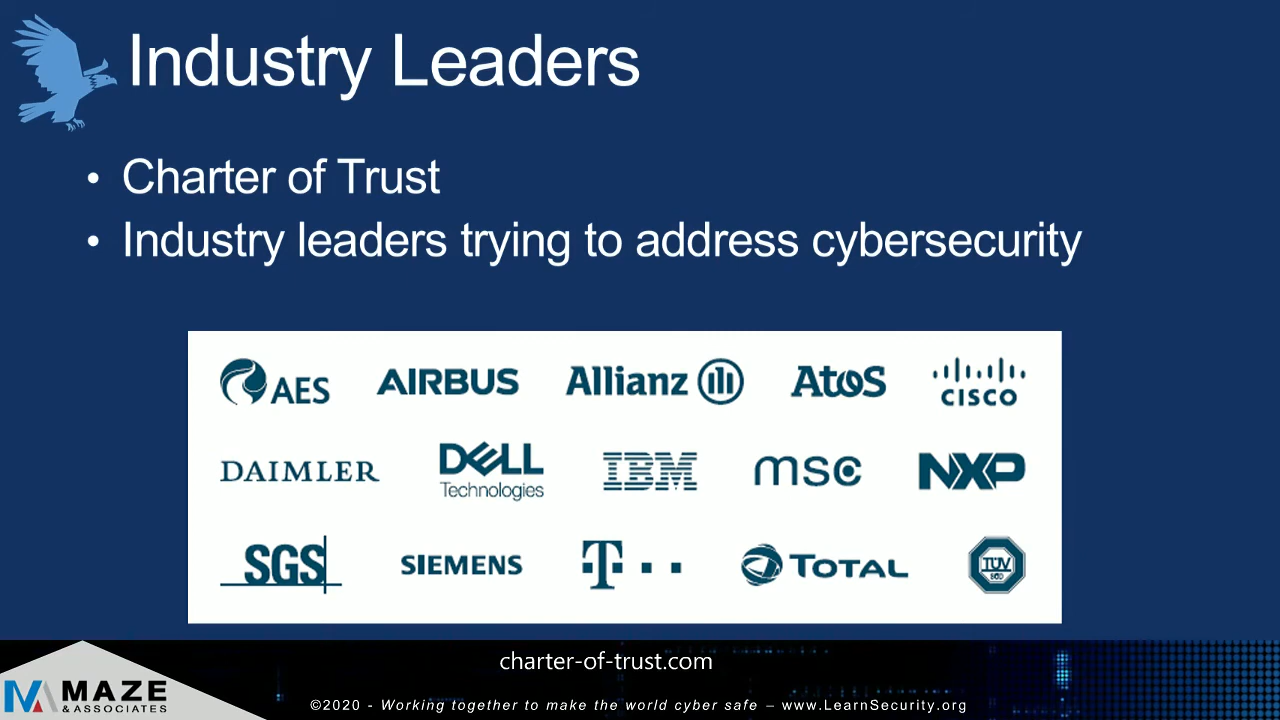 Industry Leaders
• Charter of Trust
• Industry leaders trying to address cybersecurity
AES AIRBUS Allianz Atos CISCO
DAIMLER DELL Technologies IBM msc NXP
SGS SIEMENS T·· TOTAL TÜV SÜD
charter-of-trust.com
MAZE
& ASSOCIATES
©2020 - Working together to make the world cyber safe – www.LearnSecurity.org